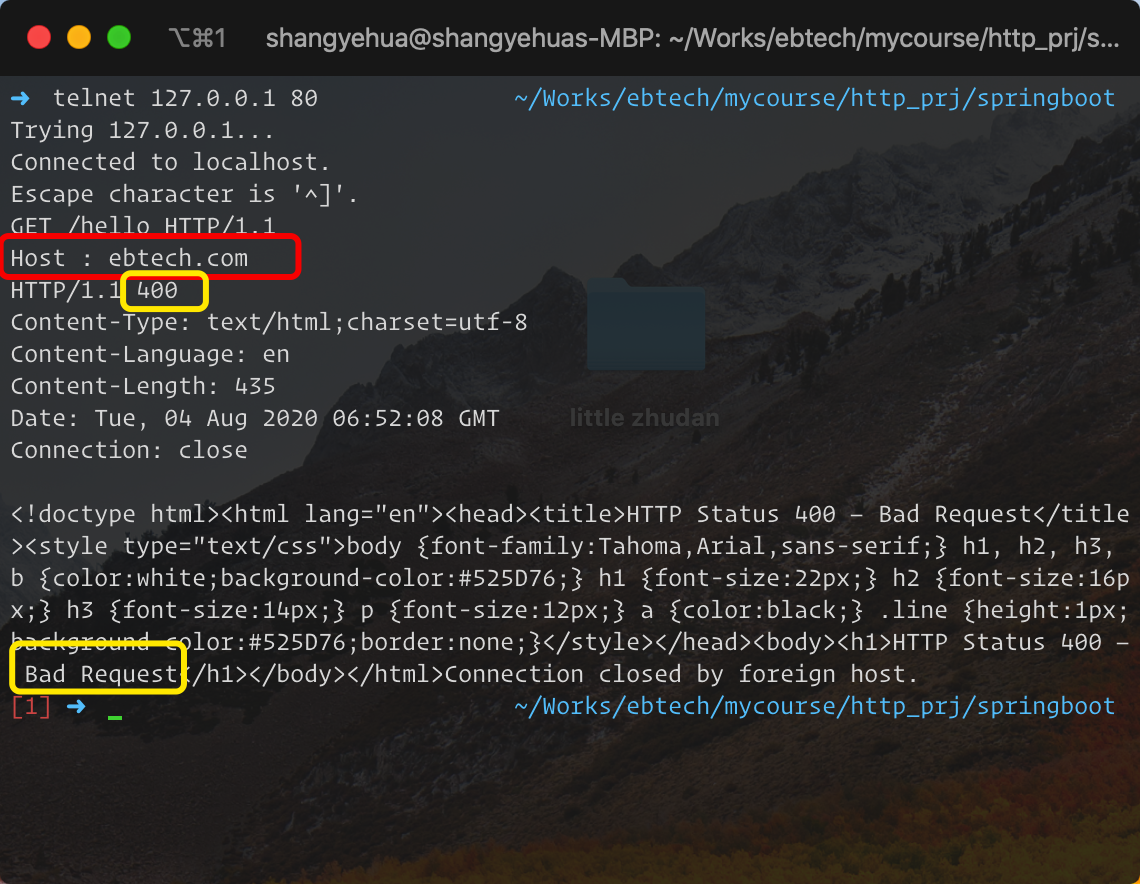 ⌥⌘1 shangyehua@shangyehuas-MBP: ~/Works/ebtech/mycourse/http_prj/s...
➜ telnet 127.0.0.1 80 ~/Works/ebtech/mycourse/http_prj/springboot
Trying 127.0.0.1...
Connected to localhost.
Escape character is '^]'.
GET /hello HTTP/1.1
Host : ebtech.com
HTTP/1.1 400
Content-Type: text/html;charset=utf-8
Content-Language: en
Content-Length: 435
Date: Tue, 04 Aug 2020 06:52:08 GMT
little zhudan
Connection: close
<!doctype html><html lang="en"><head><title>HTTP Status 400 – Bad Request</title
><style type="text/css">body {font-family:Tahoma,Arial,sans-serif;} h1, h2, h3,
b {color:white;background-color:#525D76;} h1 {font-size:22px;} h2 {font-size:16p
x;} h3 {font-size:14px;} p {font-size:12px;} a {color:black;} .line {height:1px;
background-color:#525D76;border:none;}</style></head><body><h1>HTTP Status 400 –
Bad Request</h1></body></html>Connection closed by foreign host.
[1] ➜ ~/Works/ebtech/mycourse/http_prj/springboot